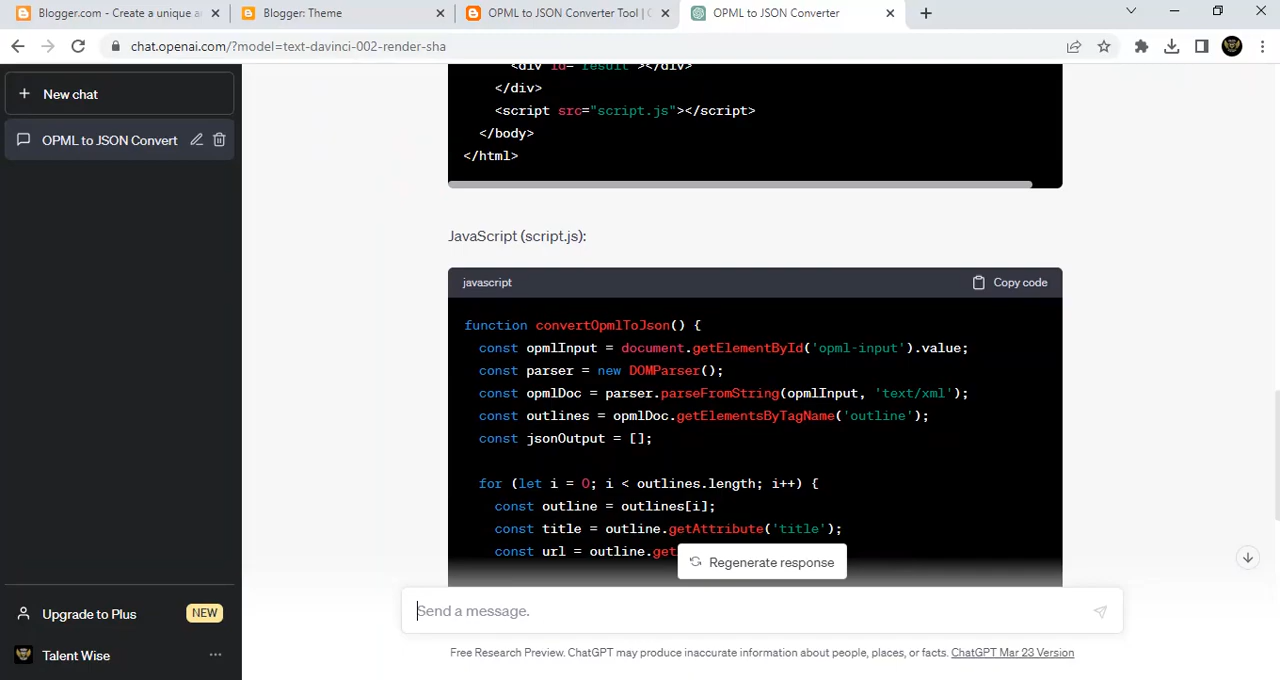 Blogger.com - Create a unique a
Blogger: Theme
OPML to JSON Converter Tool | C
OPML to JSON Converter
chat.openai.com/?model=text-davinci-002-render-sha
New chat
OPML to JSON Convert
Upgrade to Plus
NEW
Talent Wise
<div id="result"></div>
</div>
<script src="script.js"></script>
</body>
</html>
JavaScript (script.js):
javascript
Copy code
function convertOpmlToJson() {
const opmlInput = document.getElementById('opml-input').value;
const parser = new DOMParser();
const opmlDoc = parser.parseFromString(opmlInput, 'text/xml');
const outlines = opmlDoc.getElementsByTagName('outline');
const jsonOutput = [];
for (let i = 0; i < outlines.length; i++) {
const outline = outlines[i];
const title = outline.getAttribute('title');
const url = outline.get
Regenerate response
Send a message.
Free Research Preview. ChatGPT may produce inaccurate information about people, places, or facts. ChatGPT Mar 23 Version